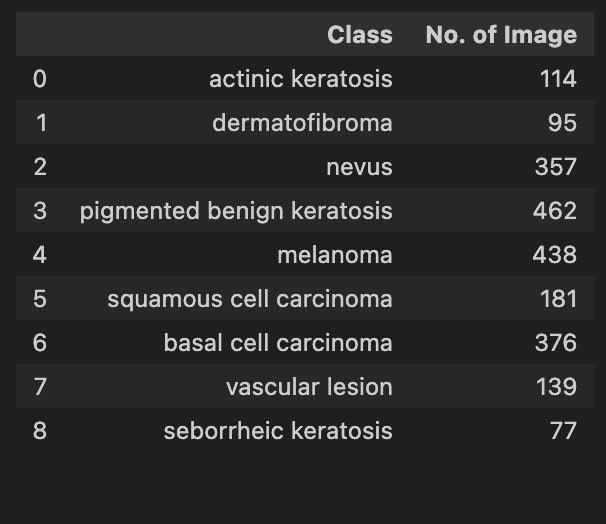 Class No. of Image
0 actinic keratosis 114
1 dermatofibroma 95
2 nevus 357
3 pigmented benign keratosis 462
4 melanoma 438
5 squamous cell carcinoma 181
6 basal cell carcinoma 376
7 vascular lesion 139
8 seborrheic keratosis 77